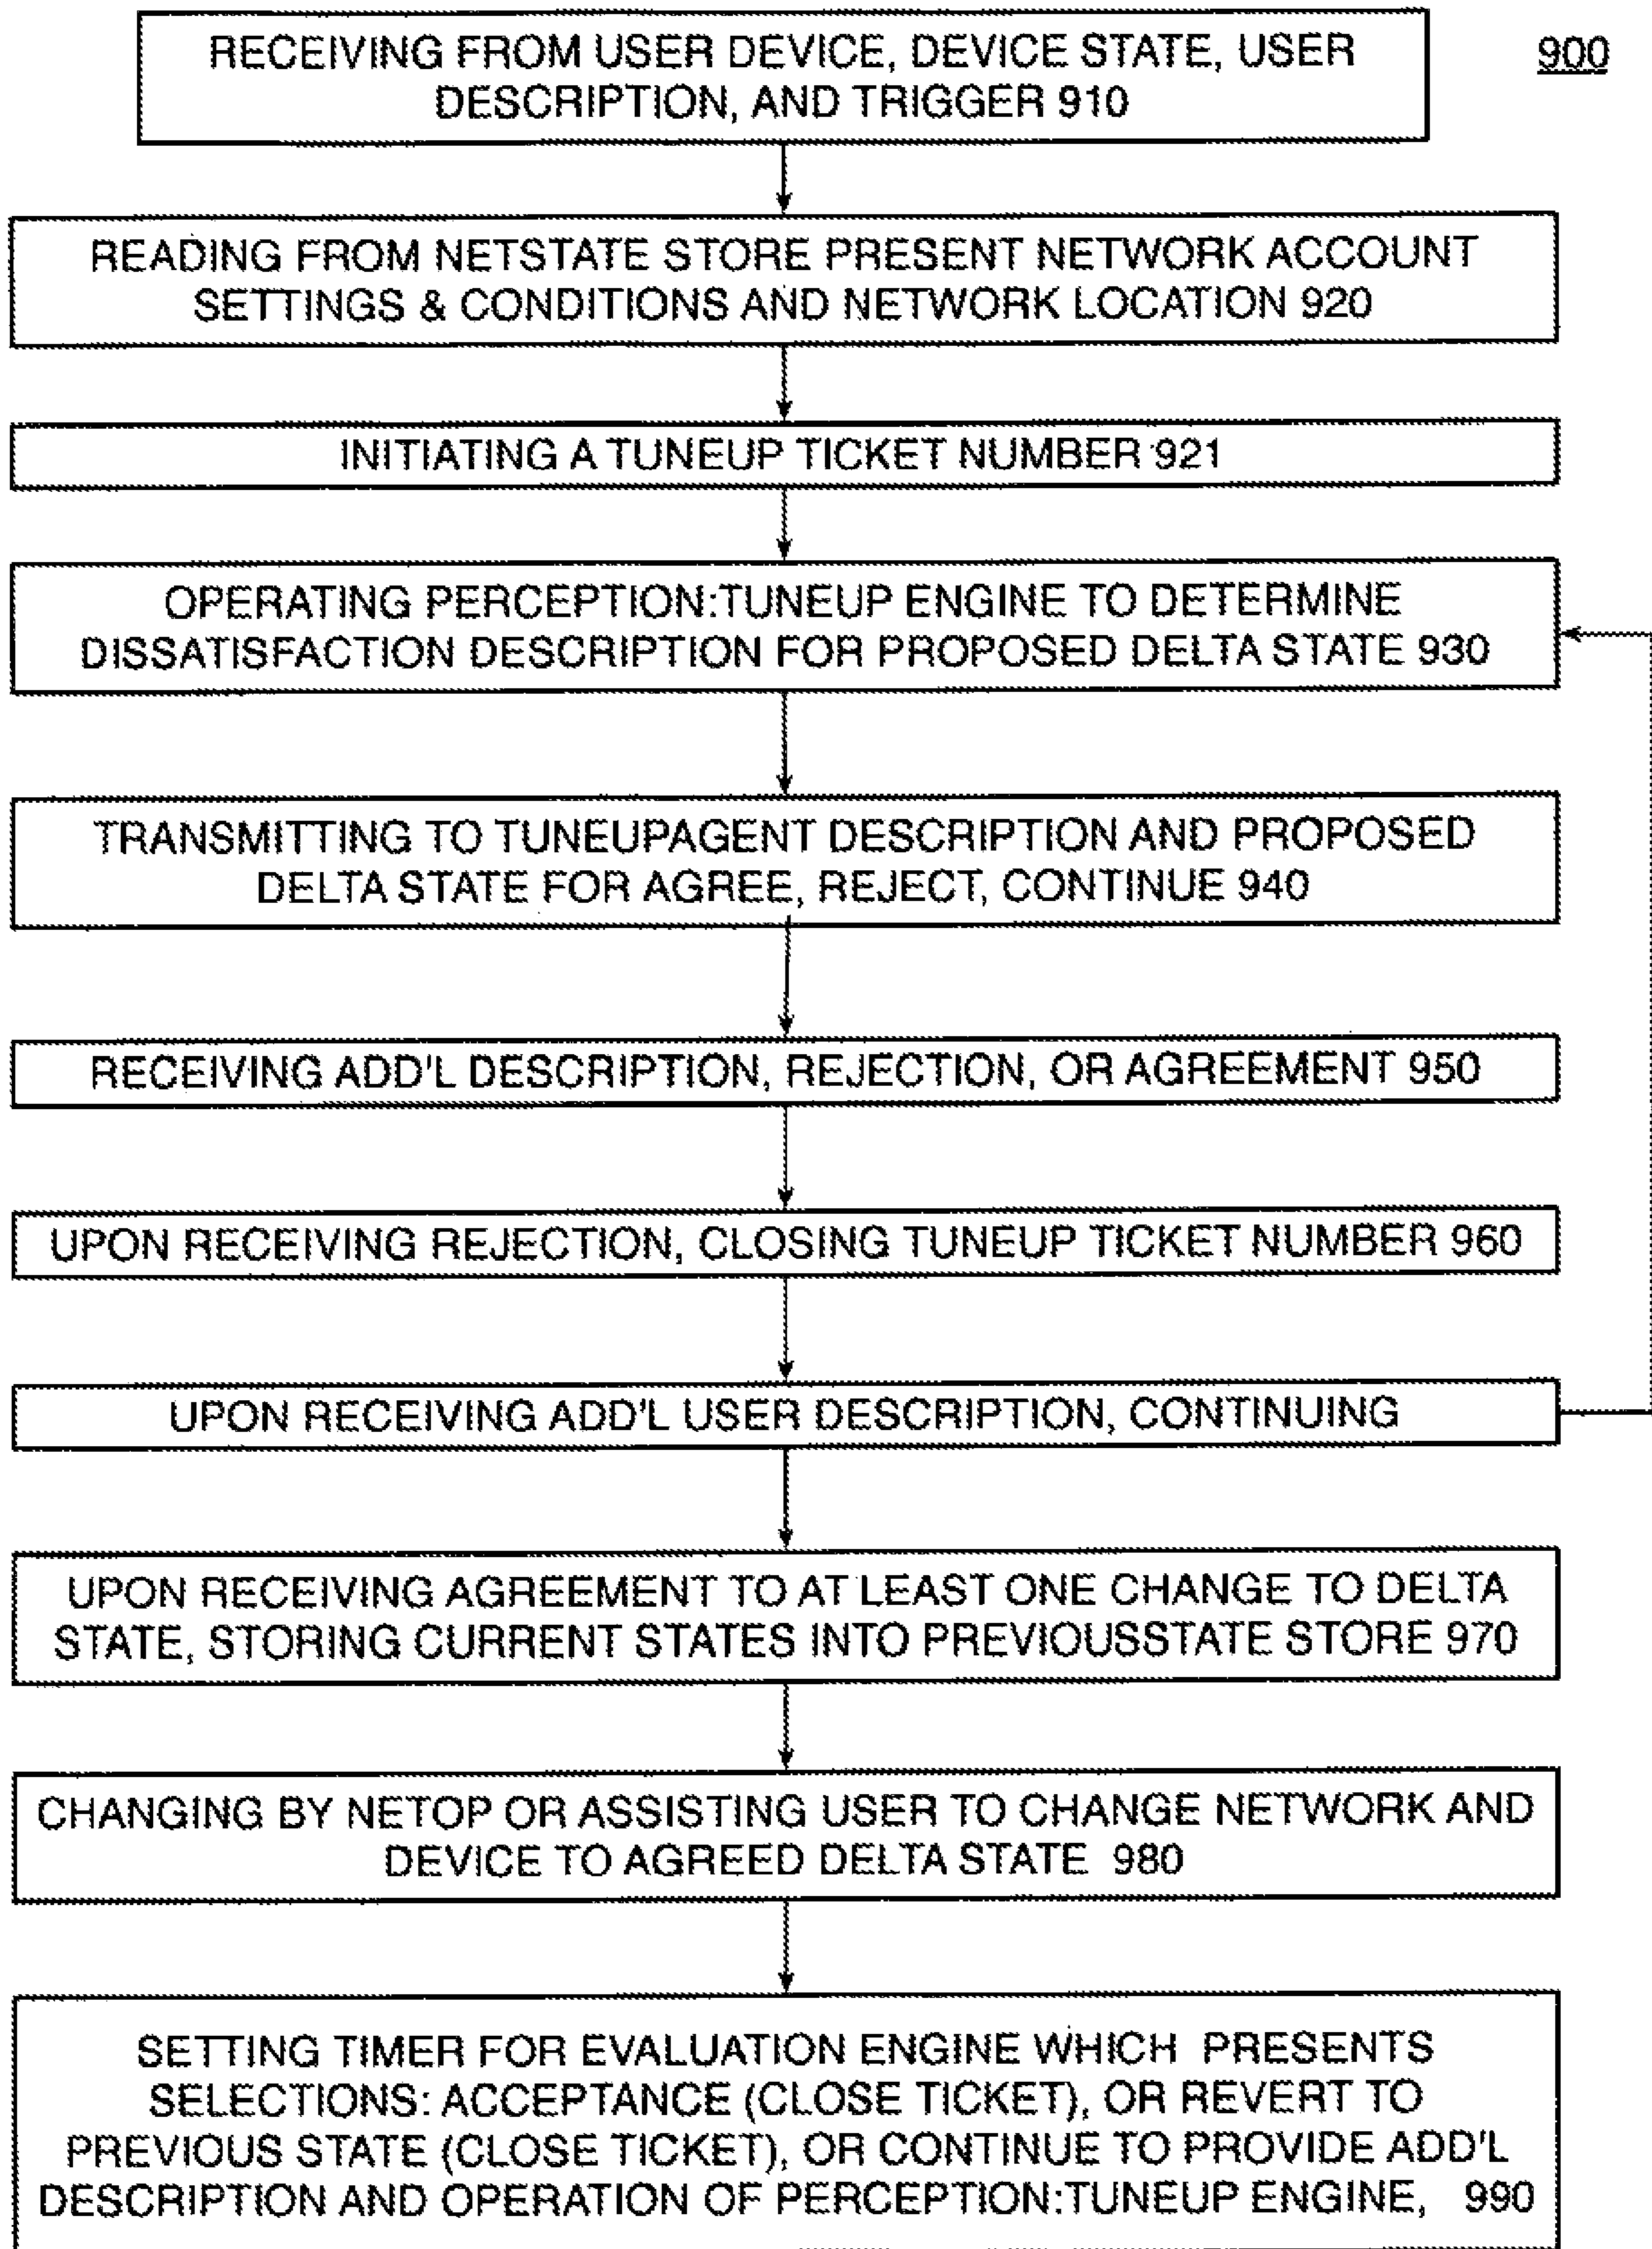 900
RECEIVING FROM USER DEVICE, DEVICE STATE, USER
DESCRIPTION, AND TRIGGER 910
READING FROM NETSTATE STORE PRESENT NETWORK ACCOUNT
SETTINGS & CONDITIONS AND NETWORK LOCATION 920
INITIATING A TUNEUP TICKET NUMBER 921
OPERATING PERCEPTION:TUNEUP ENGINE TO DETERMINE
DISSATISFACTION DESCRIPTION FOR PROPOSED DELTA STATE 930
TRANSMITTING TO TUNEUPAGENT DESCRIPTION AND PROPOSED
DELTA STATE FOR AGREE, REJECT, CONTINUE 940
RECEIVING ADD'L DESCRIPTION, REJECTION, OR AGREEMENT 950
UPON RECEIVING REJECTION, CLOSING TUNEUP TICKET NUMBER 960
UPON RECEIVING ADD'L USER DESCRIPTION, CONTINUING
UPON RECEIVING AGREEMENT TO AT LEAST ONE CHANGE TO DELTA
STATE, STORING CURRENT STATES INTO PREVIOUSSTATE STORE 970
CHANGING BY NETOP OR ASSISTING USER TO CHANGE NETWORK AND
DEVICE TO AGREED DELTA STATE 980
SETTING TIMER FOR EVALUATION ENGINE WHICH PRESENTS
SELECTIONS: ACCEPTANCE (CLOSE TICKET), OR REVERT TO
PREVIOUS STATE (CLOSE TICKET), OR CONTINUE TO PROVIDE ADD'L
DESCRIPTION AND OPERATION OF PERCEPTION:TUNEUP ENGINE, 990